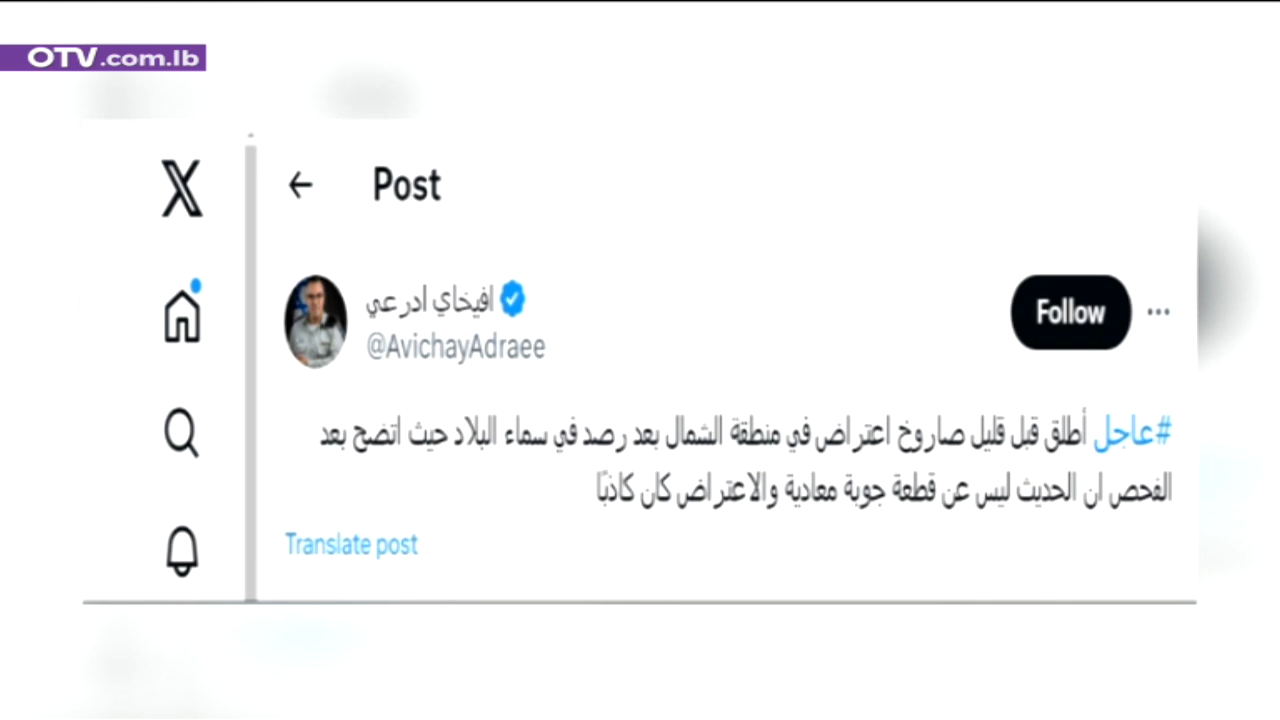 OTV.com.lb
Post
افيخاي ادرعي
@AvichayAdraee
Follow
#عاجل أطلق قبل قليل صاروخ اعتراض في منطقة الشمال بعد رصد في سماء البلاد حيث اتضح بعد
الفحص ان الحديث ليس عن قطعة جوية معادية والاعتراض كان كاذبًا
Translate post